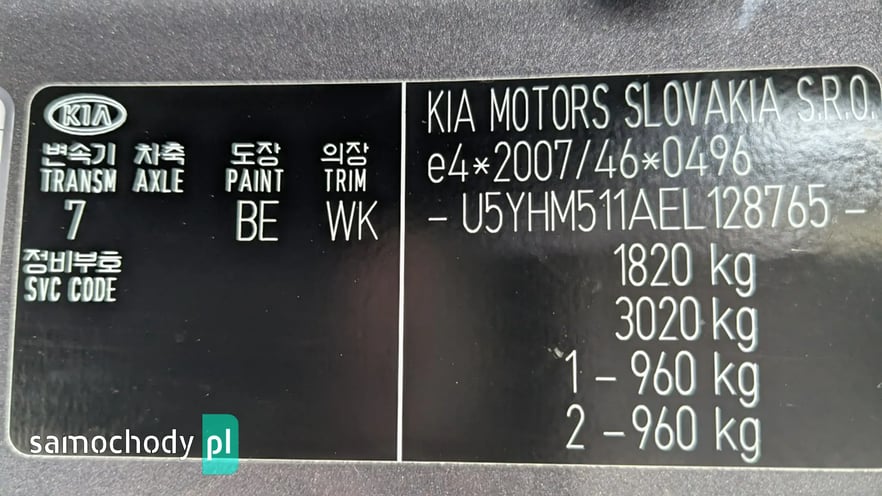 KIA
변속기 차축 도장 의장
TRANSM AXLE PAINT TRIM
7 BE WK
정비부호
SVC CODE
KIA MOTORS SLOVAKIA S.R.O.
e4*2007/46*0496
- U5YHM511AEL128765 -
1820 kg
3020 kg
1 - 960 kg
2 - 960 kg
samochody pl